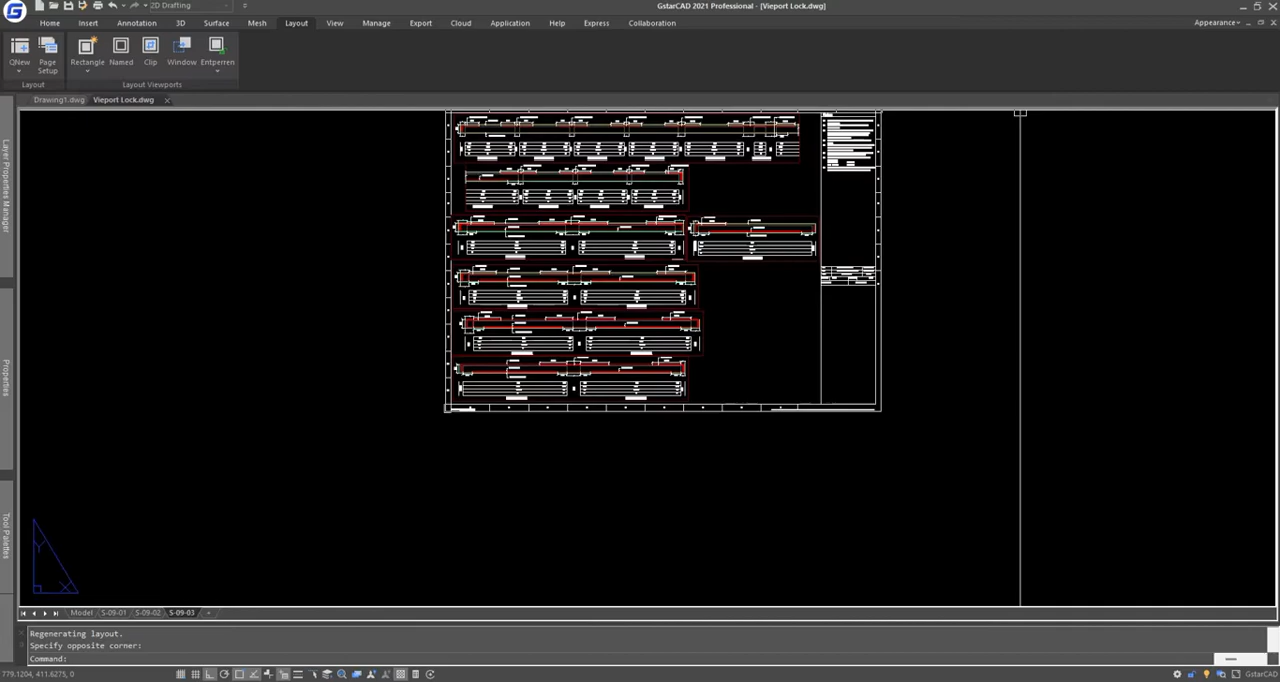 2D Drafting
GstarCAD 2021 Professional - [Vieport Lock.dwg]
Home Insert Annotation 3D Surface Mesh Layout View Manage Export Cloud Application Help Express Collaboration Appearance
QNew Page Setup Rectangle Named Clip Window Entperren
Layout Layout Viewports
Drawing1.dwg Vieport Lock.dwg
Layer Properties Manager
Properties
Tool Palettes
Y
X
Model S-09-01 S-09-02 S-09-03 +
Regenerating layout.
Specify opposite corner:
Command:
779.1204, 411.6275, 0 GstarCAD